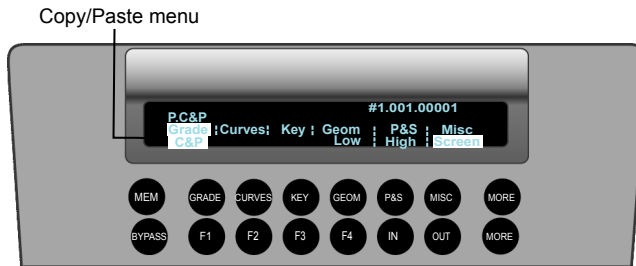 Copy/Paste menu
#1.001.00001
P.C&P
Grade ¦Curves¦ Key ¦ Geom ¦ P&S ¦ Misc
C&P Low ¦ High ¦ Screen
MEM GRADE CURVES KEY GEOM P&S MISC MORE
BYPASS F1 F2 F3 F4 IN OUT MORE